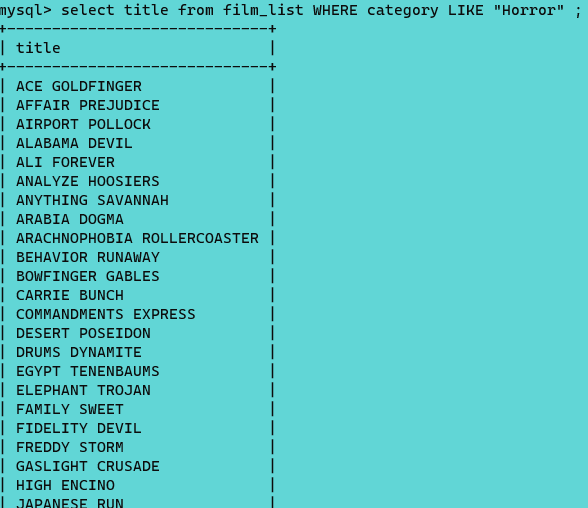 mysql> select title from film_list WHERE category LIKE "Horror" ;
+-----------------------------+
| title                       |
+-----------------------------+
| ACE GOLDFINGER              |
| AFFAIR PREJUDICE            |
| AIRPORT POLLOCK             |
| ALABAMA DEVIL               |
| ALI FOREVER                 |
| ANALYZE HOOSIERS            |
| ANYTHING SAVANNAH           |
| ARABIA DOGMA                |
| ARACHNOPHOBIA ROLLERCOASTER |
| BEHAVIOR RUNAWAY            |
| BOWFINGER GABLES            |
| CARRIE BUNCH                |
| COMMANDMENTS EXPRESS        |
| DESERT POSEIDON             |
| DRUMS DYNAMITE              |
| EGYPT TENENBAUMS            |
| ELEPHANT TROJAN             |
| FAMILY SWEET                |
| FIDELITY DEVIL              |
| FREDDY STORM                |
| GASLIGHT CRUSADE            |
| HIGH ENCINO                 |
| JAPANESE RUN                |